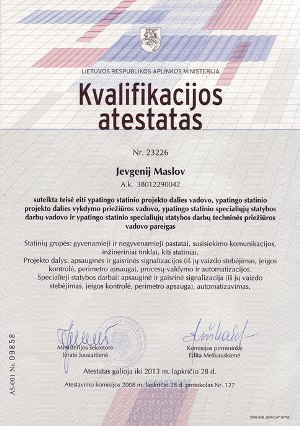 LIETUVOS RESPUBLIKOS APLINKOS MINISTERIJA
Kvalifikacijos
atestatas
Nr. 23226
Jevgenij Maslov
A.k. 38012290042
suteikta teisė eiti ypatingo statinio projekto dalies vadovo, ypatingo statinio
projekto dalies vykdymo priežiūros vadovo, ypatingo statinio specialiųjų statybos
darbų vadovo ir ypatingo statinio specialiųjų statybos darbų techninės priežiūros
vadovo pareigas
Statinių grupės: gyvenamieji ir negyvenamieji pastatai, susisiekimo komunikacijos,
inžineriniai tinklai, kiti statiniai.
Projekto dalys: apsauginės ir gaisrinės signalizacijos (iš jų vaizdo stebėjimas, įeigos
kontrolė, perimetro apsauga), procesų-valdymo ir automatizacijos.
Specialieji statybos darbai: apsauginė ir gaisrinė signalizacija (iš jų vaizdo
stebėjimas, įeigos kontrolė, perimetro apsauga), automatizavimas.
Ministerijos sekretorė
Jūratė Juozaitienė
Komisijos pirmininkė
Edita Meškauskienė
Atestatas galioja iki 2013 m. lapkričio 28 d.
Atestavimo komisijos 2008 m. lapkričio 28 d. protokolas Nr. 127
AS-001 Nr. 09858